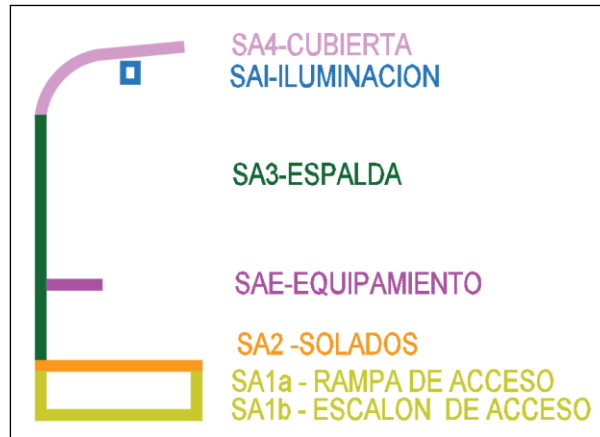 SA4-CUBIERTA
SAI-ILUMINACION
SA3-ESPALDA
SAE-EQUIPAMIENTO
SA2 -SOLADOS
SA1a - RAMPA DE ACCESO
SA1b - ESCALON DE ACCESO